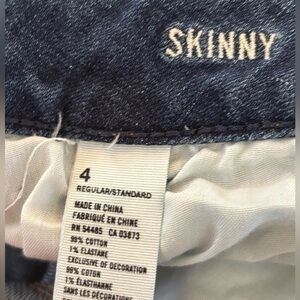 SKINNY
4
REGULAR/STANDARD
MADE IN CHINA
FABRIQUÉ EN CHINE
RN 54485 CA 03873
99% COTTON
1% ELASTANE
EXCLUSIVE OF DECORATION
99% COTON
1% ÉLASTHANNE
SANS LES DÉCORATIONS